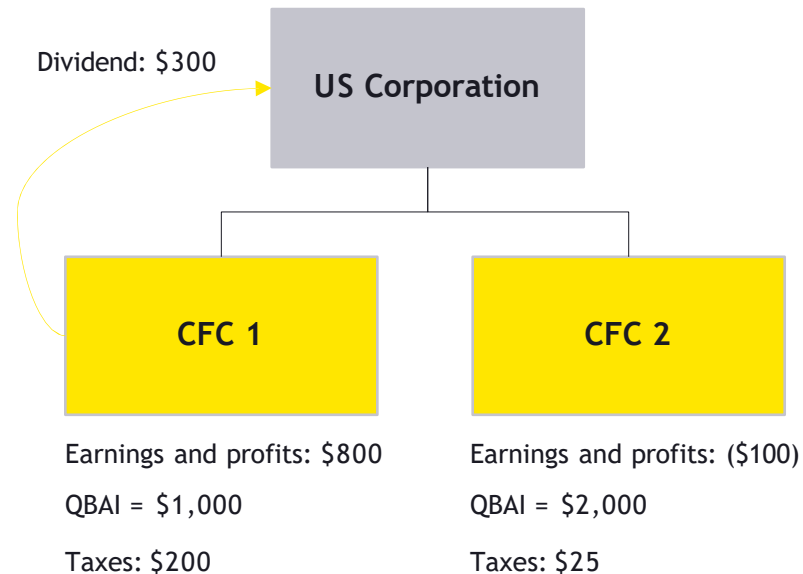 Dividend: $300
US Corporation
CFC 1
CFC 2
Earnings and profits: $800
QBAI = $1,000
Taxes: $200
Earnings and profits: ($100)
QBAI = $2,000
Taxes: $25